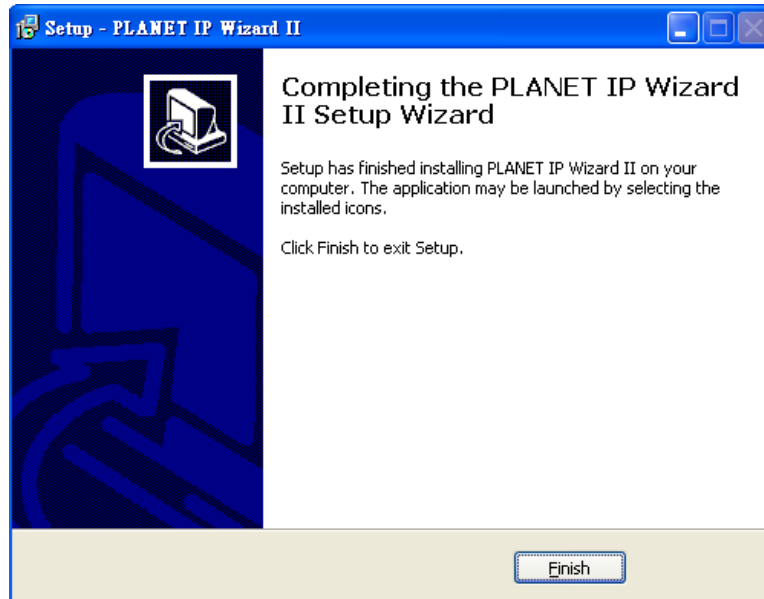 Setup - PLANET IP Wizard II
Completing the PLANET IP Wizard
II Setup Wizard
Setup has finished installing PLANET IP Wizard II on your
computer. The application may be launched by selecting the
installed icons.
Click Finish to exit Setup.
Finish